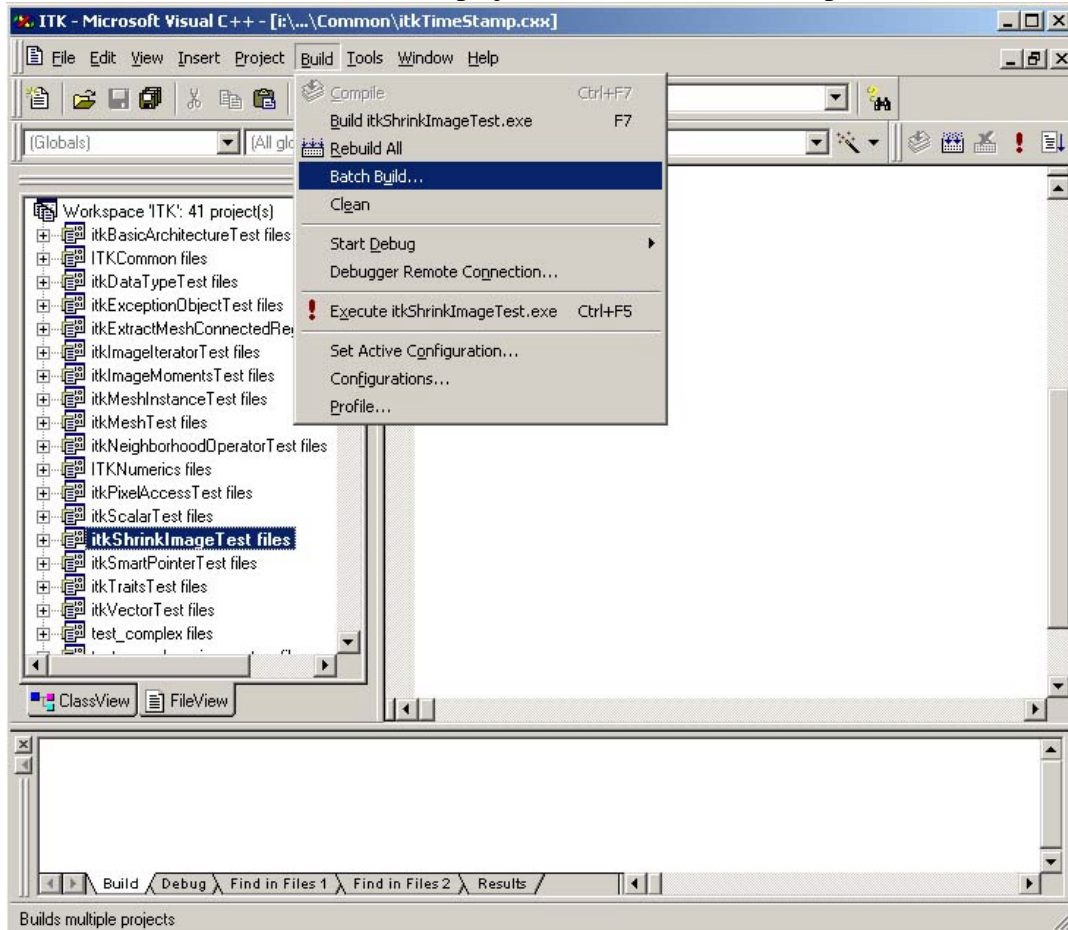 ITK - Microsoft Visual C++ - [i:\...\Common\itkTimeStamp.cxx]
File Edit View Insert Project Build Tools Window Help
Compile Ctrl+F7
Build itkShrinkImageTest.exe F7
(Globals) (All glo
Rebuild All
Batch Build...
Clean
Start Debug
Debugger Remote Connection...
Execute itkShrinkImageTest.exe Ctrl+F5
Set Active Configuration...
Configurations...
Profile...
Workspace 'ITK': 41 project(s)
itkBasicArchitectureTest files
ITKCommon files
itkDataTypeTest files
itkExceptionObjectTest files
itkExtractMeshConnectedRe
itkImageIteratorTest files
itkImageMomentsTest files
itkMeshInstanceTest files
itkMeshTest files
itkNeighborhoodOperatorTest files
ITKNumerics files
itkPixelAccessTest files
itkScalarTest files
itkShrinkImageTest files
itkSmartPointerTest files
itkTraitsTest files
itkVectorTest files
test_complex files
ClassView FileView
Build Debug Find in Files 1 Find in Files 2 Results
Builds multiple projects